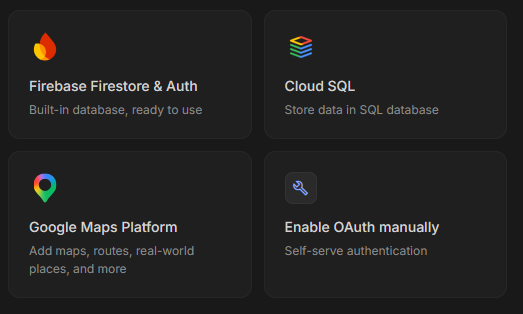 Firebase Firestore & Auth
Built-in database, ready to use
Cloud SQL
Store data in SQL database
Google Maps Platform
Add maps, routes, real-world
places, and more
Enable OAuth manually
Self-serve authentication